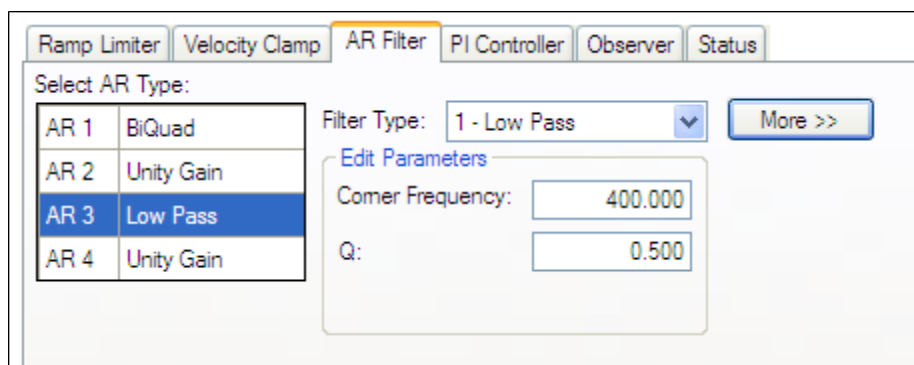 Ramp Limiter Velocity Clamp AR Filter PI Controller Observer Status
Select AR Type:
AR 1 BiQuad
AR 2 Unity Gain
AR 3 Low Pass
AR 4 Unity Gain
Filter Type: 1 - Low Pass More >>
Edit Parameters
Corner Frequency: 400.000
Q: 0.500